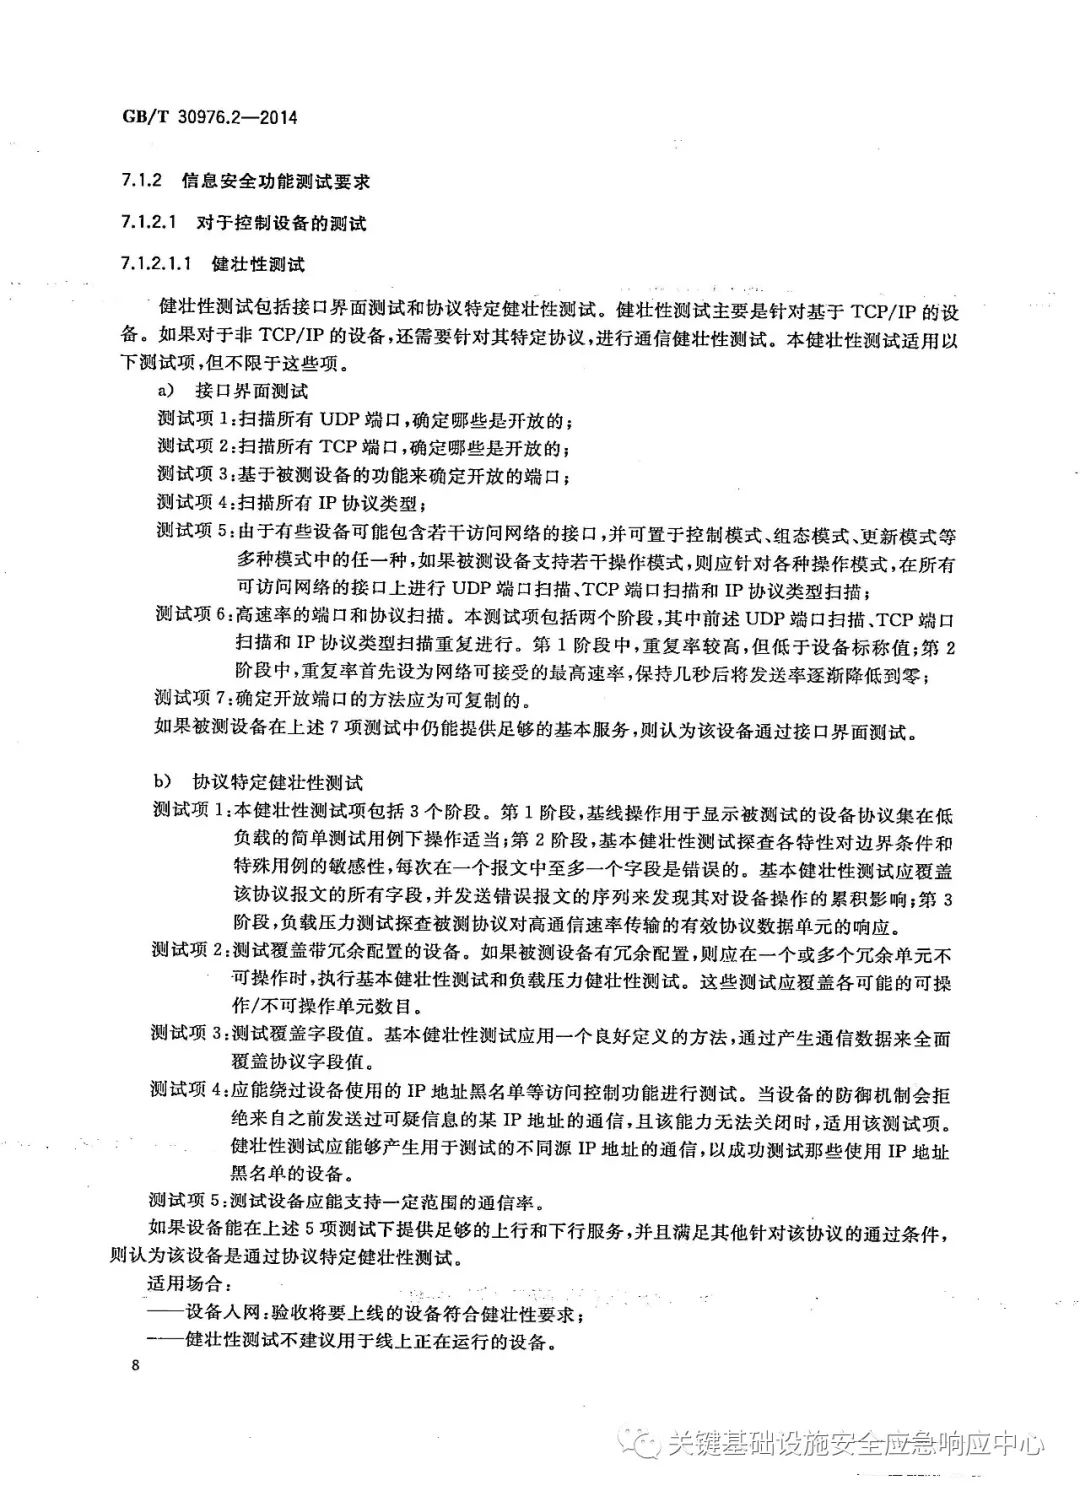 GB/T 30976.2—2014
7.1.2 信息安全功能测试要求
7.1.2.1 对于控制设备的测试
7.1.2.1.1 健壮性测试
健壮性测试包括接口界面测试和协议特定健壮性测试。健壮性测试主要是针对基于 TCP/IP 的设
备。如果对于非 TCP/IP 的设备,还需要针对其特定协议,进行通信健壮性测试。本健壮性测试适用以
下测试项,但不限于这些项。
a) 接口界面测试
测试项 1:扫描所有 UDP 端口,确定哪些是开放的;
测试项 2:扫描所有 TCP 端口,确定哪些是开放的;
测试项 3:基于被测设备的功能来确定开放的端口;
测试项 4:扫描所有 IP 协议类型;
测试项 5:由于有些设备可能包含若干访问网络的接口,并可置于控制模式、组态模式、更新模式等
多种模式中的任一种,如果被测设备支持若干操作模式,则应针对各种操作模式,在所有
可访问网络的接口上进行 UDP 端口扫描、TCP 端口扫描和 IP 协议类型扫描;
测试项 6:高速率的端口和协议扫描。本测试项包括两个阶段,其中前述 UDP 端口扫描、TCP 端口
扫描和 IP 协议类型扫描重复进行。第 1 阶段中,重复率较高,但低于设备标称值;第 2
阶段中,重复率首先设为网络可接受的最高速率,保持几秒后将发送率逐渐降低到零;
测试项 7:确定开放端口的方法应为可复制的。
如果被测设备在上述 7 项测试中仍能提供足够的基本服务,则认为该设备通过接口界面测试。
b) 协议特定健壮性测试
测试项 1:本健壮性测试项包括 3 个阶段。第 1 阶段,基线操作用于显示被测试的设备协议集在低
负载的简单测试用例下操作适当;第 2 阶段,基本健壮性测试探查各特性对边界条件和
特殊用例的敏感性,每次在一个报文中至多一个字段是错误的。基本健壮性测试应覆盖
该协议报文的所有字段,并发送错误报文的序列来发现其对设备操作的累积影响;第 3
阶段,负载压力测试探查被测协议对高通信速率传输的有效协议数据单元的响应。
测试项 2:测试覆盖带冗余配置的设备。如果被测设备有冗余配置,则应在一个或多个冗余单元不
可操作时,执行基本健壮性测试和负载压力健壮性测试。这些测试应覆盖各可能的可操
作/不可操作单元数目。
测试项 3:测试覆盖字段值。基本健壮性测试应用一个良好定义的方法,通过产生通信数据来全面
覆盖协议字段值。
测试项 4:应能绕过设备使用的 IP 地址黑名单等访问控制功能进行测试。当设备的防御机制会拒
绝来自之前发送过可疑信息的某 IP 地址的通信,且该能力无法关闭时,适用该测试项。
健壮性测试应能够产生用于测试的不同源 IP 地址的通信,以成功测试那些使用 IP 地址
黑名单的设备。
测试项 5:测试设备应能支持一定范围的通信率。
如果设备能在上述 5 项测试下提供足够的上行和下行服务,并且满足其他针对该协议的通过条件,
则认为该设备是通过协议特定健壮性测试。
适用场合:
——设备入网:验收将要上线的设备符合健壮性要求;
——健壮性测试不建议用于线上正在运行的设备。
8
关键基础设施安全应急响应中心